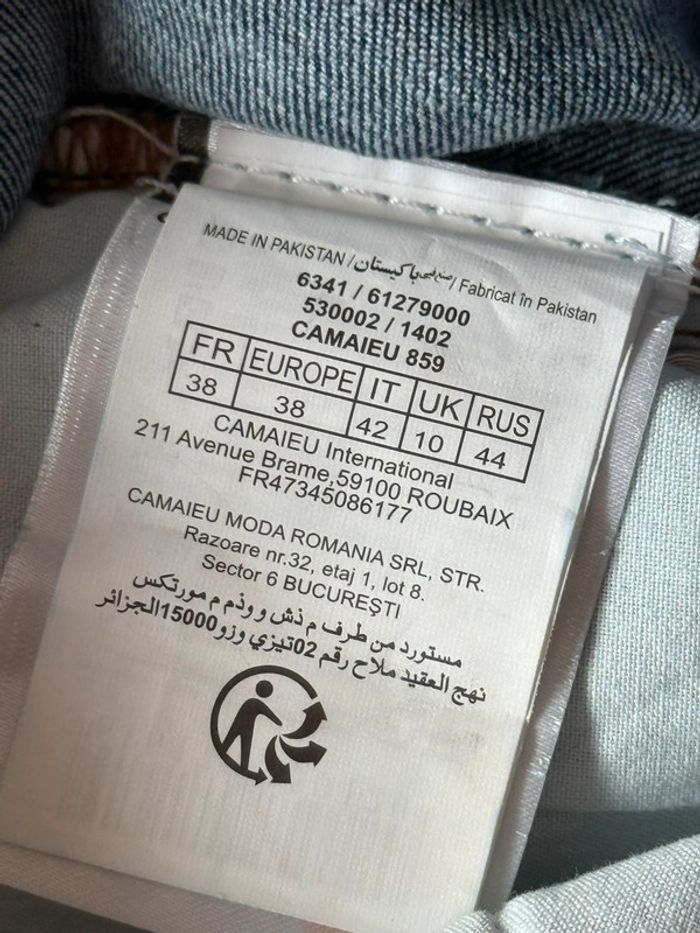 MADE IN PAKISTAN / صنع في باكيستان / Fabricat în Pakistan
6341 / 61279000
530002 / 1402
CAMAIEU 859
FR EUROPE IT UK RUS
38 38 42 10 44
CAMAIEU International
211 Avenue Brame,59100 ROUBAIX
FR47345086177
CAMAIEU MODA ROMANIA SRL, STR.
Razoare nr.32, etaj 1, lot 8.
Sector 6 BUCUREŞTI
مستورد من طرف م ذش و وذم م مورتكس
نهج العقيد ملاح رقم 02تيزي وزو15000الجزائر